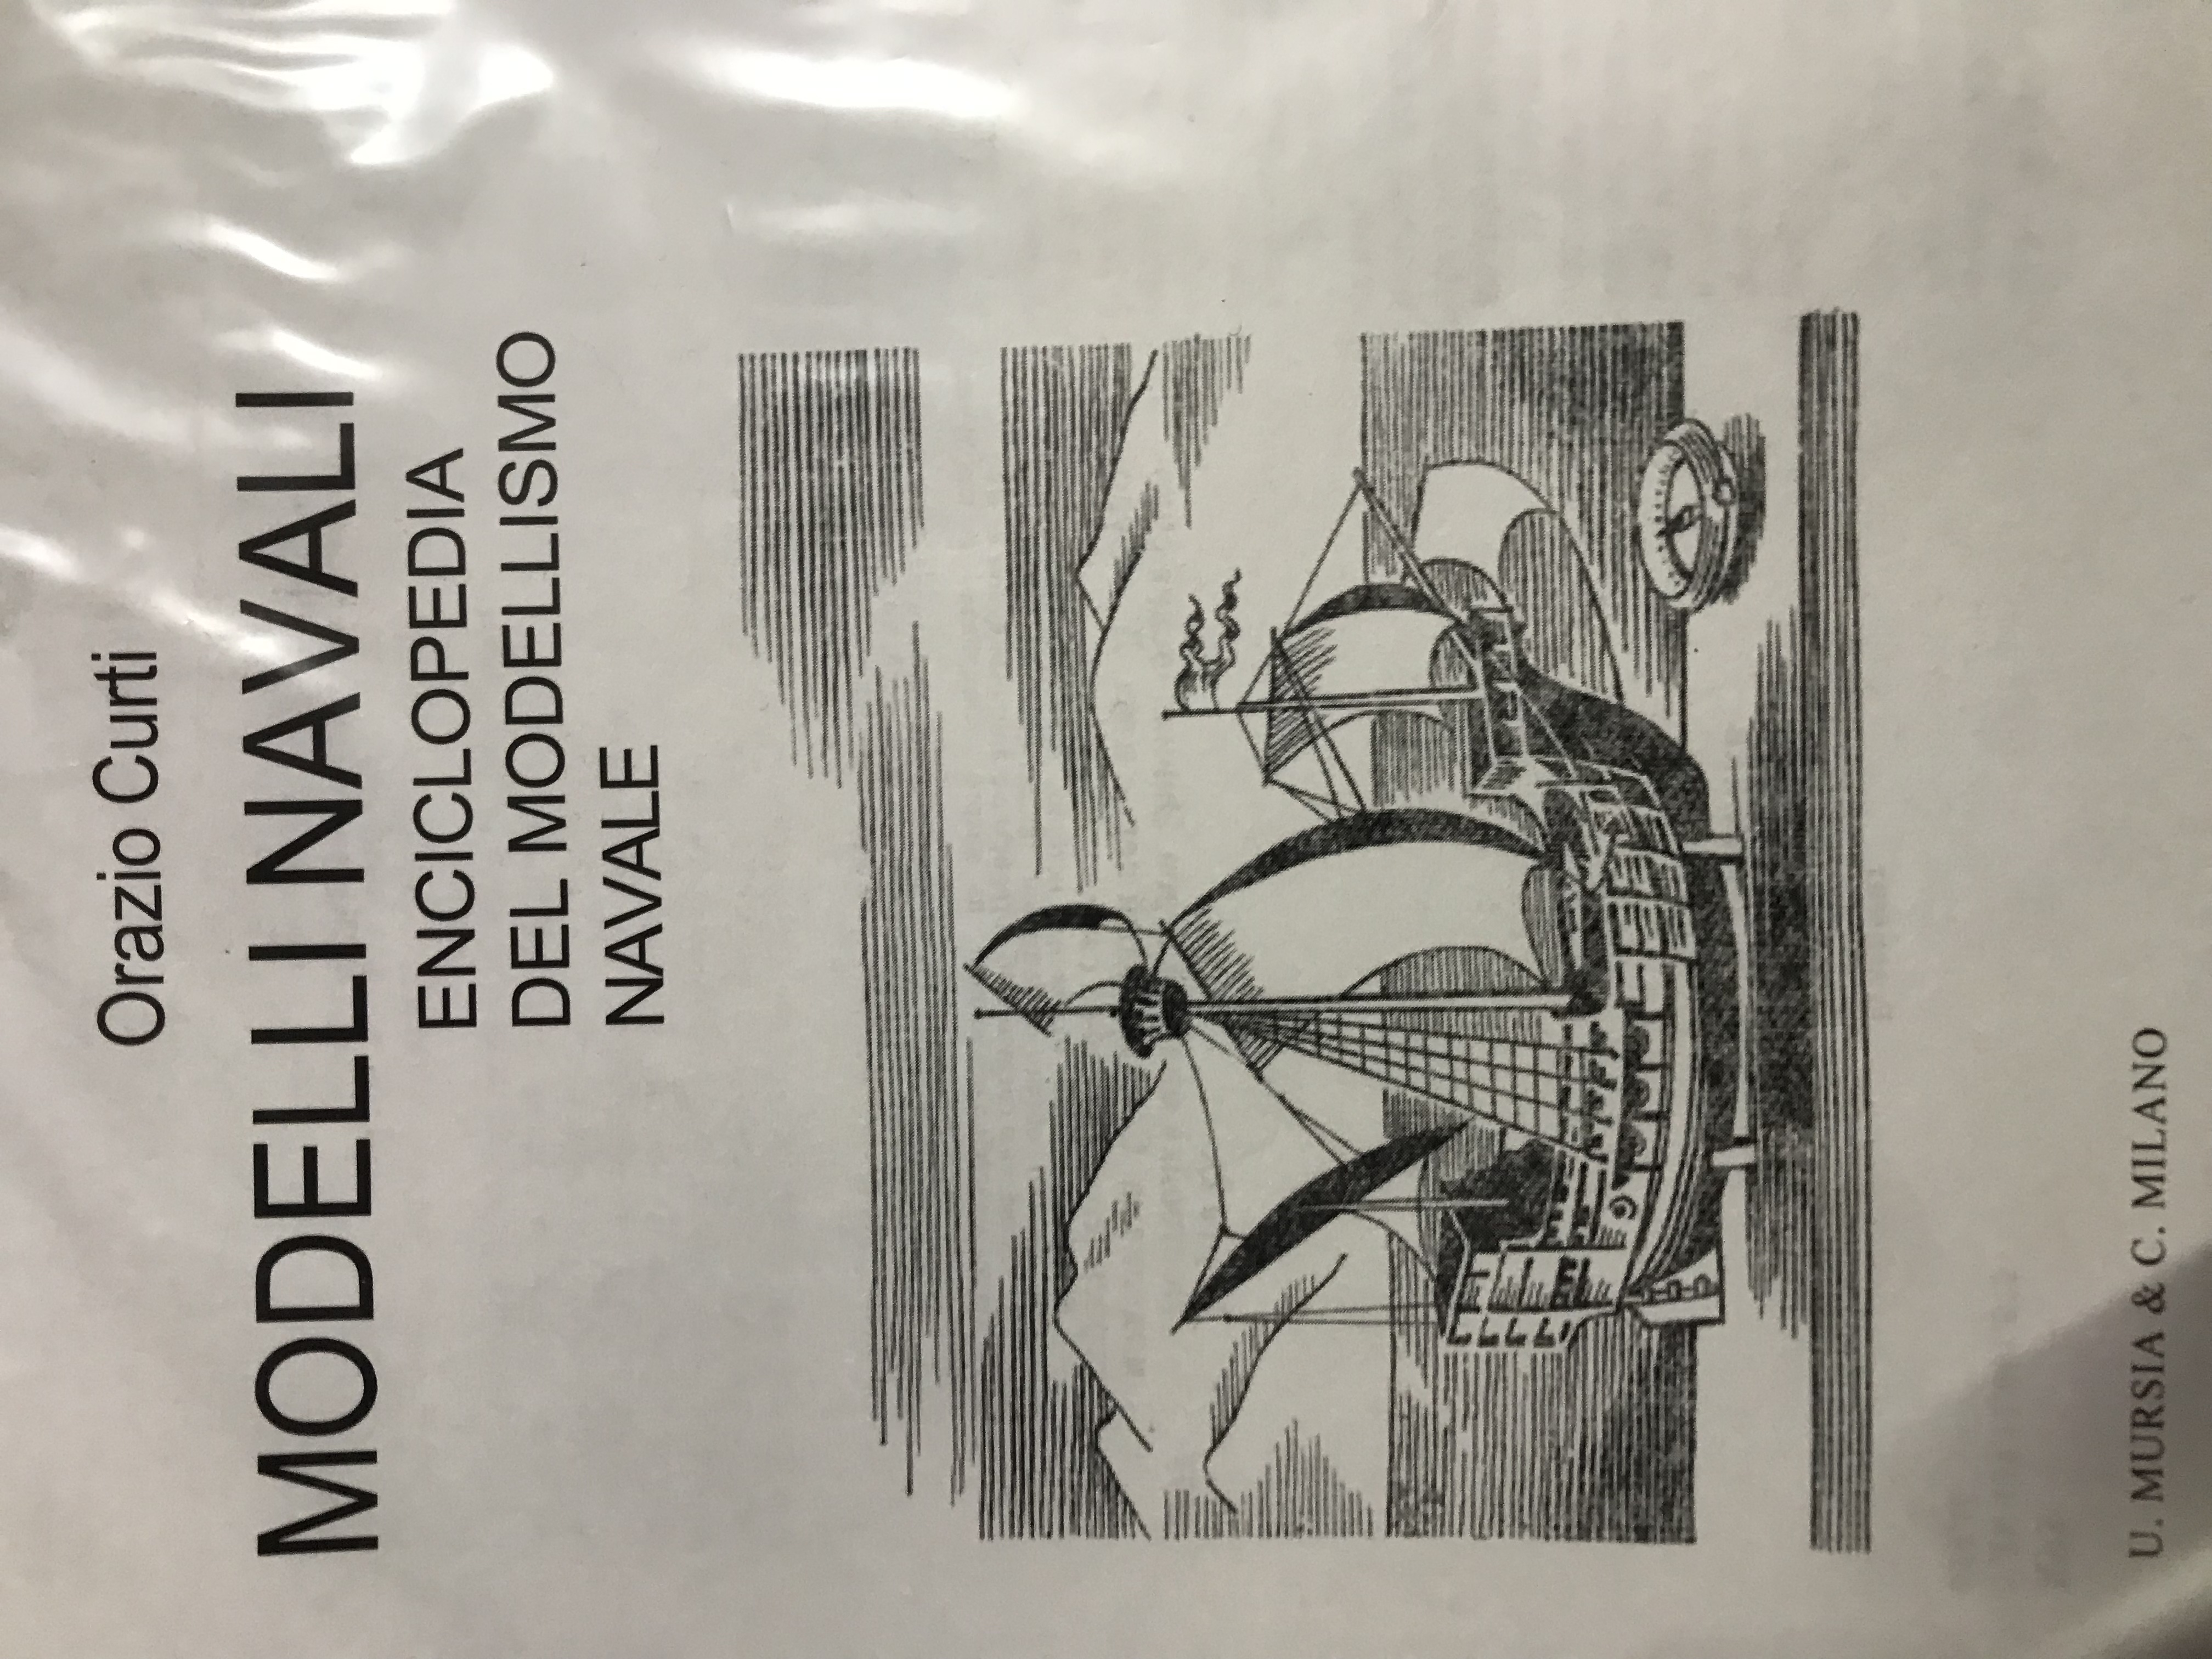 Orazio Curti
MODELLI NAVALI
ENCICLOPEDIA
DEL MODELLISMO
NAVALE
U. MURSIA & C. MILANO